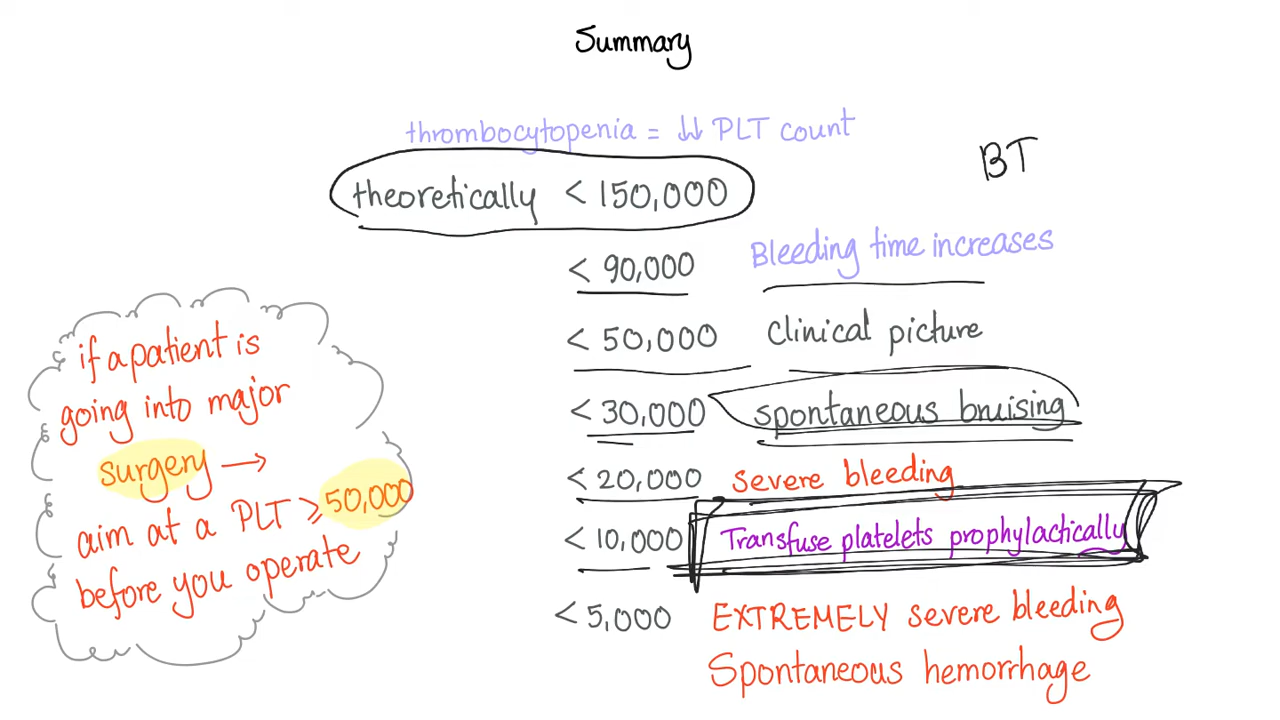 Summary
thrombocytopenia = ↓↓ PLT count
BT
theoretically < 150,000
< 90,000 Bleeding time increases
< 50,000 clinical picture
< 30,000 spontaneous bruising
< 20,000 severe bleeding
< 10,000 Transfuse platelets prophylactically
< 5,000 EXTREMELY severe bleeding
Spontaneous hemorrhage
if a patient is
going into major
surgery →
aim at a PLT ≥ 50,000
before you operate